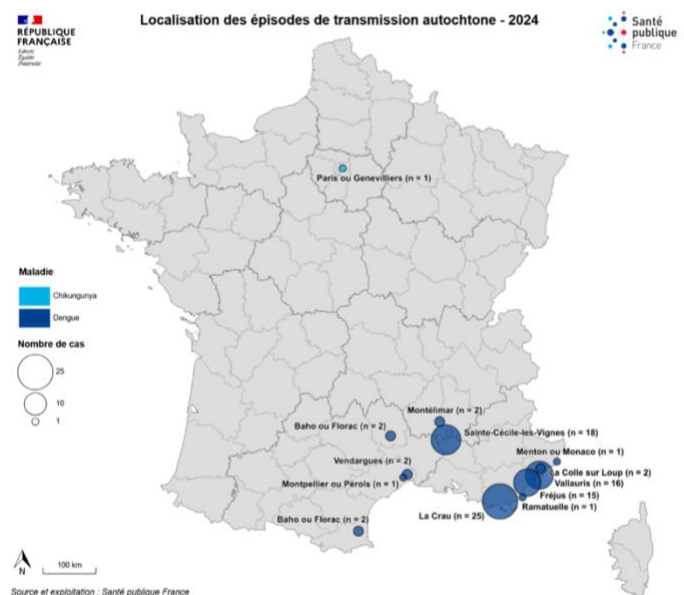 Localisation des épisodes de transmission autochtone - 2024
RÉPUBLIQUE
FRANÇAISE
Liberté
Égalité
Fraternité
Santé
publique
France
Paris ou Genevilliers (n = 1)
Maladie
Chikungunya
Dengue
Nombre de cas
25
10
1
Montélimar (n = 2)
Baho ou Florac (n = 2)
Sainte-Cécile-les-Vignes (n = 18)
Menton ou Monaco (n = 1)
Vendargues (n = 2)
La Colle sur Loup (n = 2)
Montpellier ou Pérols (n = 1)
Vallauris (n = 16)
Fréjus (n = 15)
Ramatuelle (n = 1)
La Crau (n = 25)
Baho ou Florac (n = 2)
N
100 km
Source et exploitation : Santé publique France